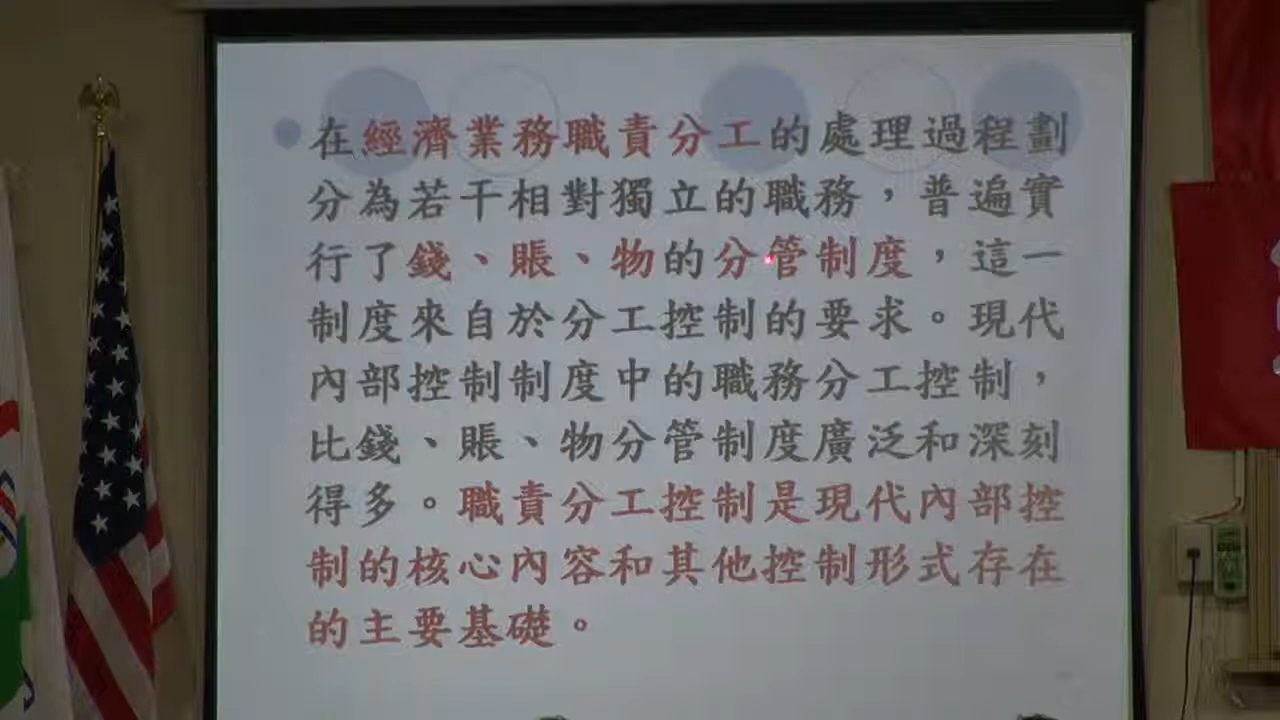 在經濟業務職責分工的處理過程劃
分為若干相對獨立的職務，普遍實
行了錢、賬、物的分管制度，這一
制度來自於分工控制的要求。現代
內部控制制度中的職務分工控制，
比錢、賬、物分管制度廣泛和深刻
得多。職責分工控制是現代內部控
制的核心內容和其他控制形式存在
的主要基礎。